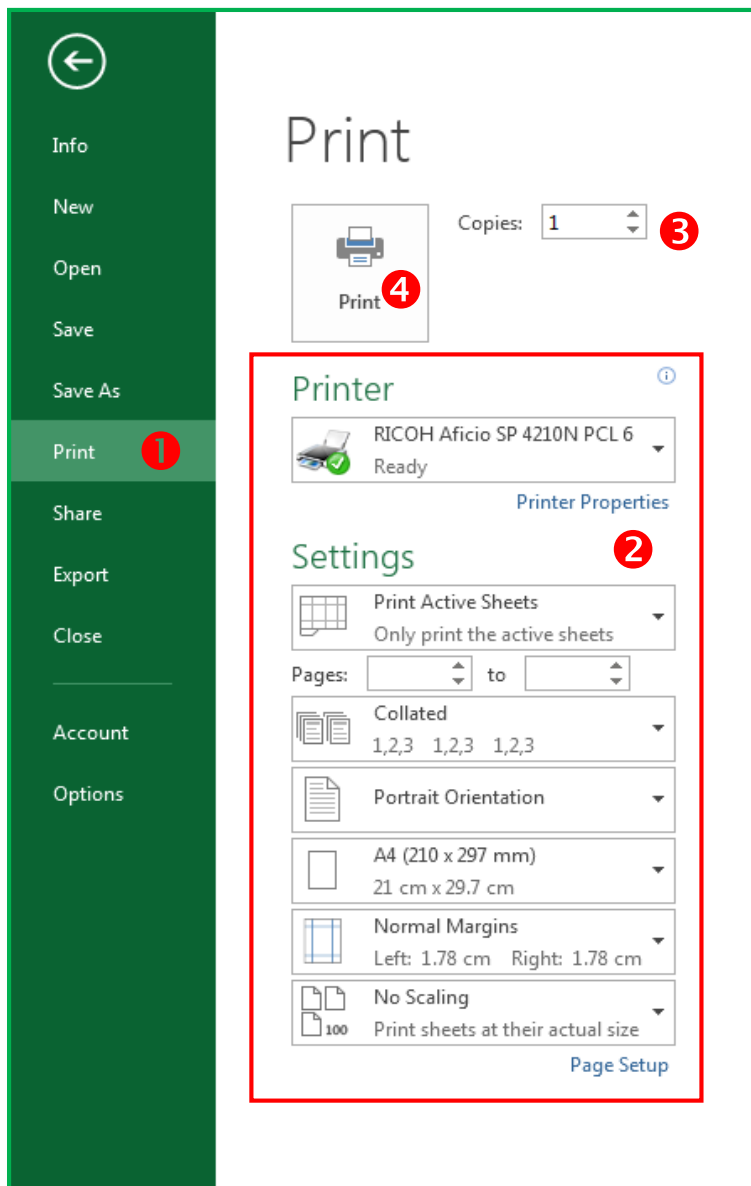 Info
New
Open
Save
Save As
Print
1
Share
Export
Close
Account
Options
Print
Copies: 1
3
Print
4
Printer
RICOH Aficio SP 4210N PCL 6
Ready
Printer Properties
2
Settings
Print Active Sheets
Only print the active sheets
Pages: to
Collated
1,2,3 1,2,3 1,2,3
Portrait Orientation
A4 (210 x 297 mm)
21 cm x 29.7 cm
Normal Margins
Left: 1.78 cm Right: 1.78 cm
No Scaling
100
Print sheets at their actual size
Page Setup